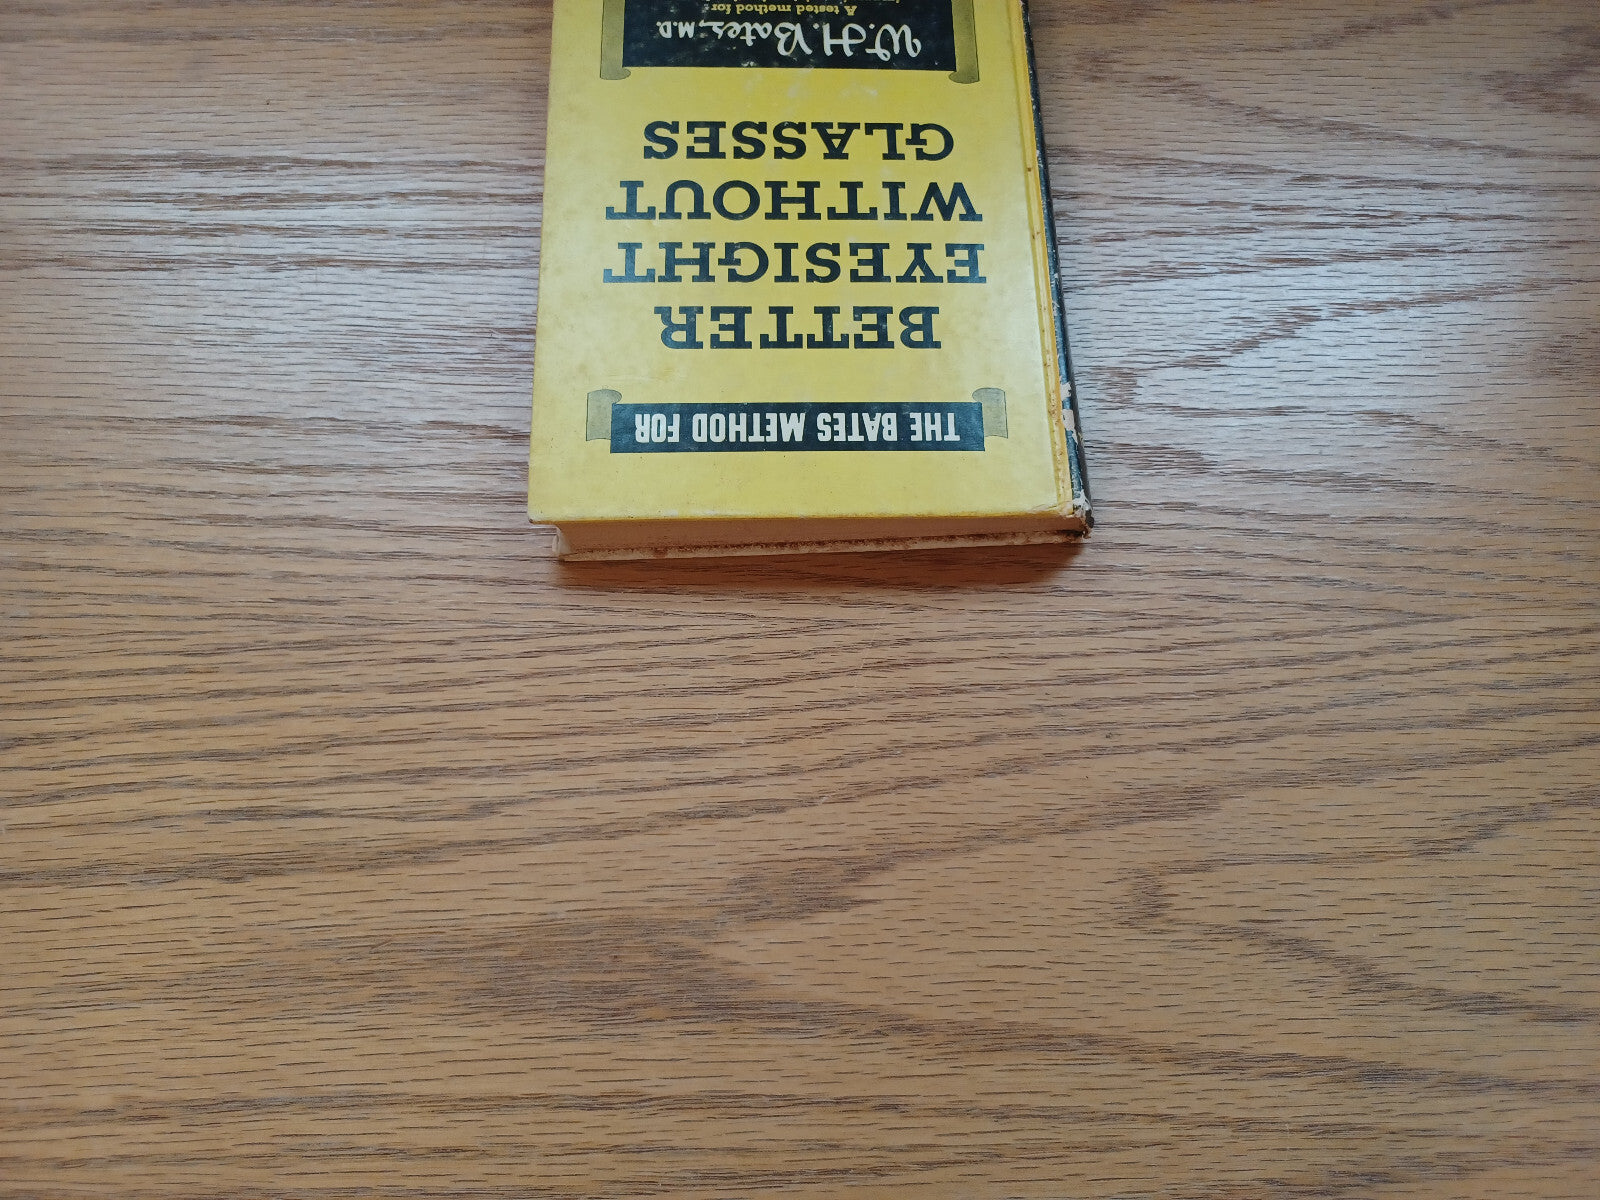 THE BATES METHOD FOR
BETTER
EYESIGHT
WITHOUT
GLASSES
W. H. Bates, M.D.
A tested method for